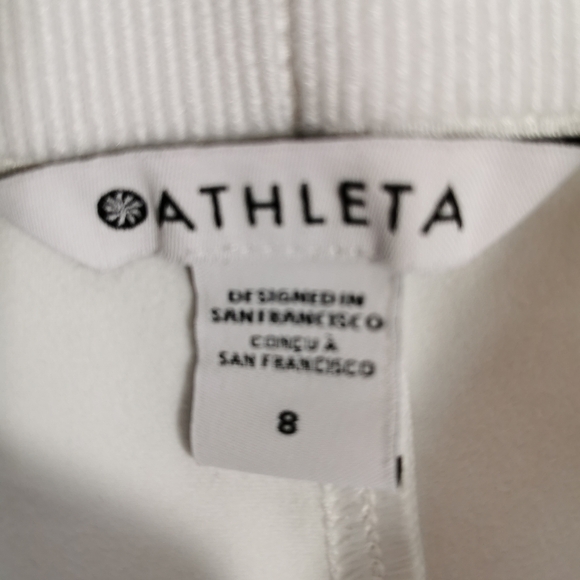 ATHLETA
DESIGNED IN
SAN FRANCISCO
CONÇU À
SAN FRANCISCO
8